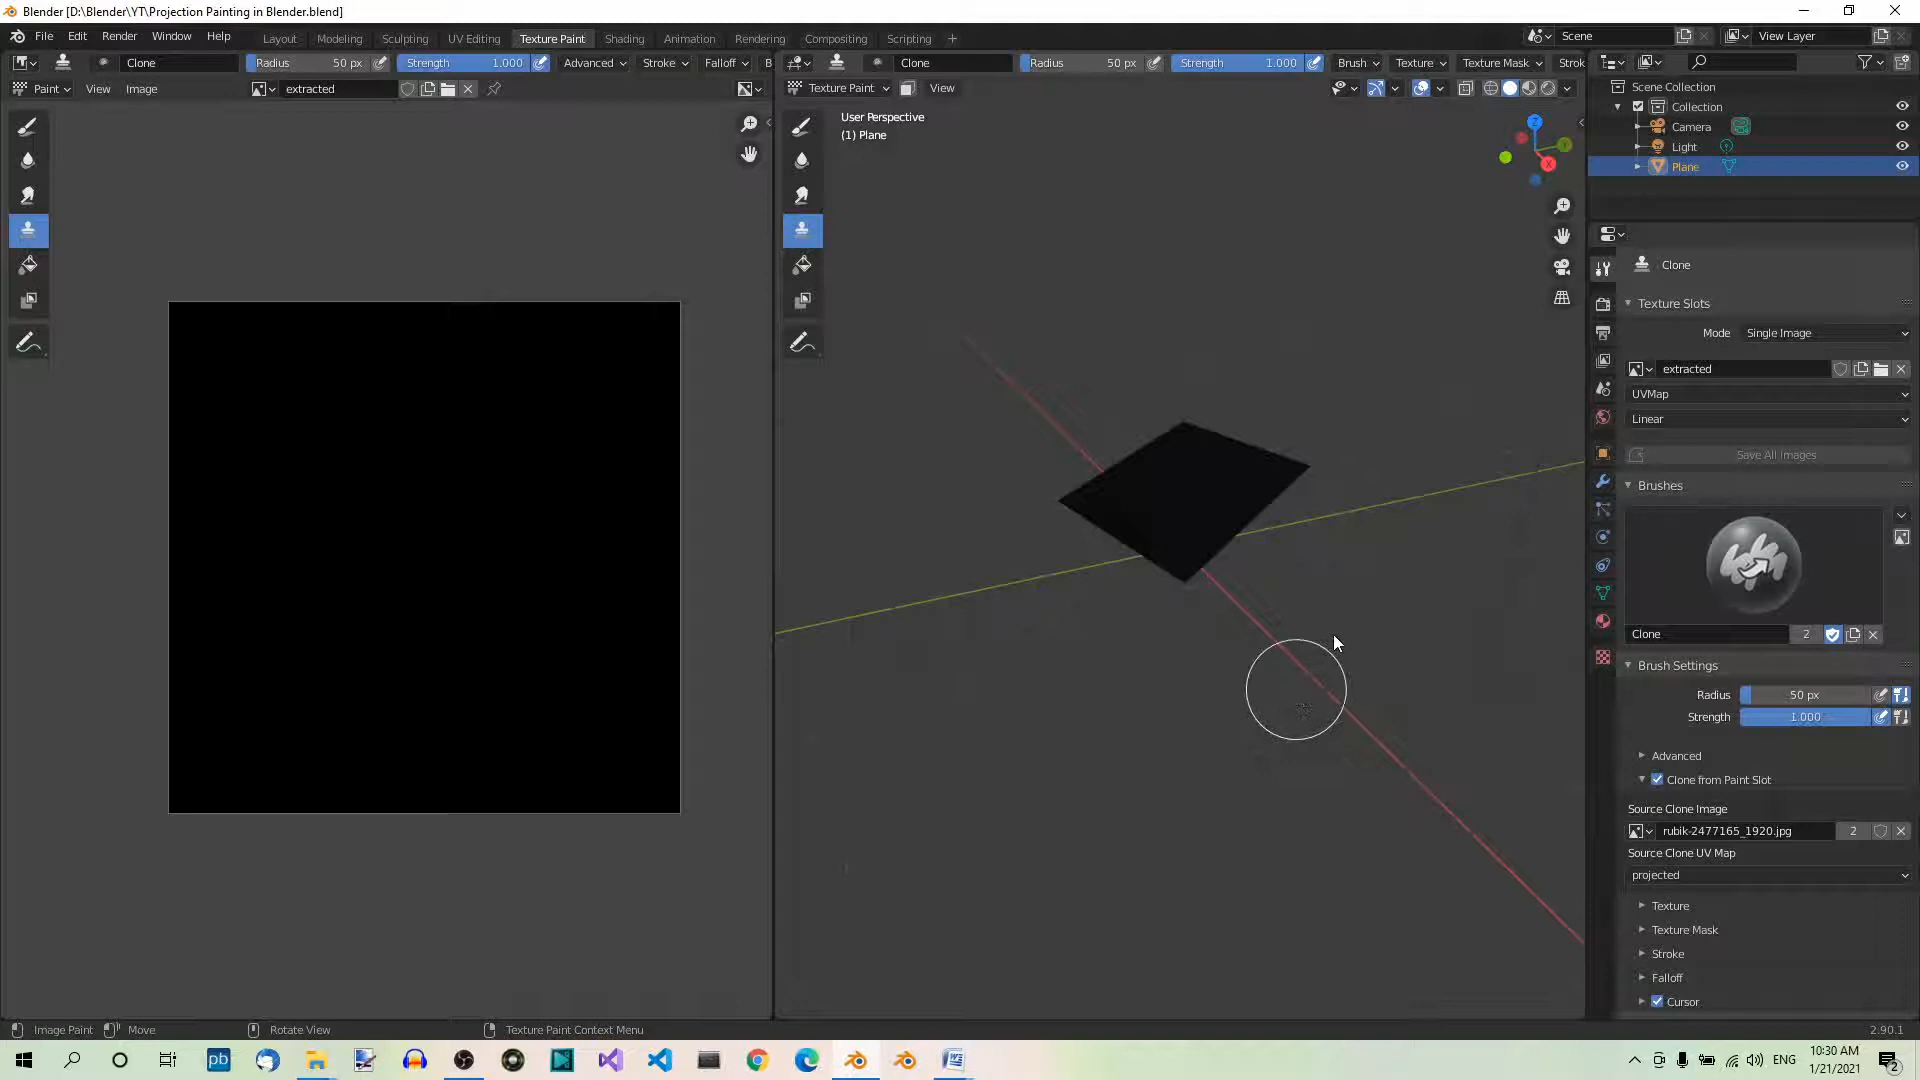 Blender [D:\Blender\YT\Projection Painting in Blender.blend]
File Edit Render Window Help
Layout Modeling Sculpting UV Editing Texture Paint Shading Animation Rendering Compositing Scripting
Scene
View Layer
Clone Radius 50 px Strength 1.000 Advanced Stroke Falloff B
Clone Radius 50 px Strength 1.000 Brush Texture Texture Mask Strok
Paint View Image extracted
Texture Paint View
User Perspective
(1) Plane
Z
Y
X
Scene Collection
Collection
Camera
Light
Plane
Clone
Texture Slots
Mode Single Image
extracted
UVMap
Linear
Save All Images
Brushes
Clone 2
Brush Settings
Radius 50 px
Strength 1.000
Advanced
Clone from Paint Slot
Source Clone Image
rubik-2477165_1920.jpg 2
Source Clone UV Map
projected
Texture
Texture Mask
Stroke
Falloff
Cursor
Image Paint Move Rotate View Texture Paint Context Menu 2.90.1
pb
ENG
10:30 AM
1/21/2021
2